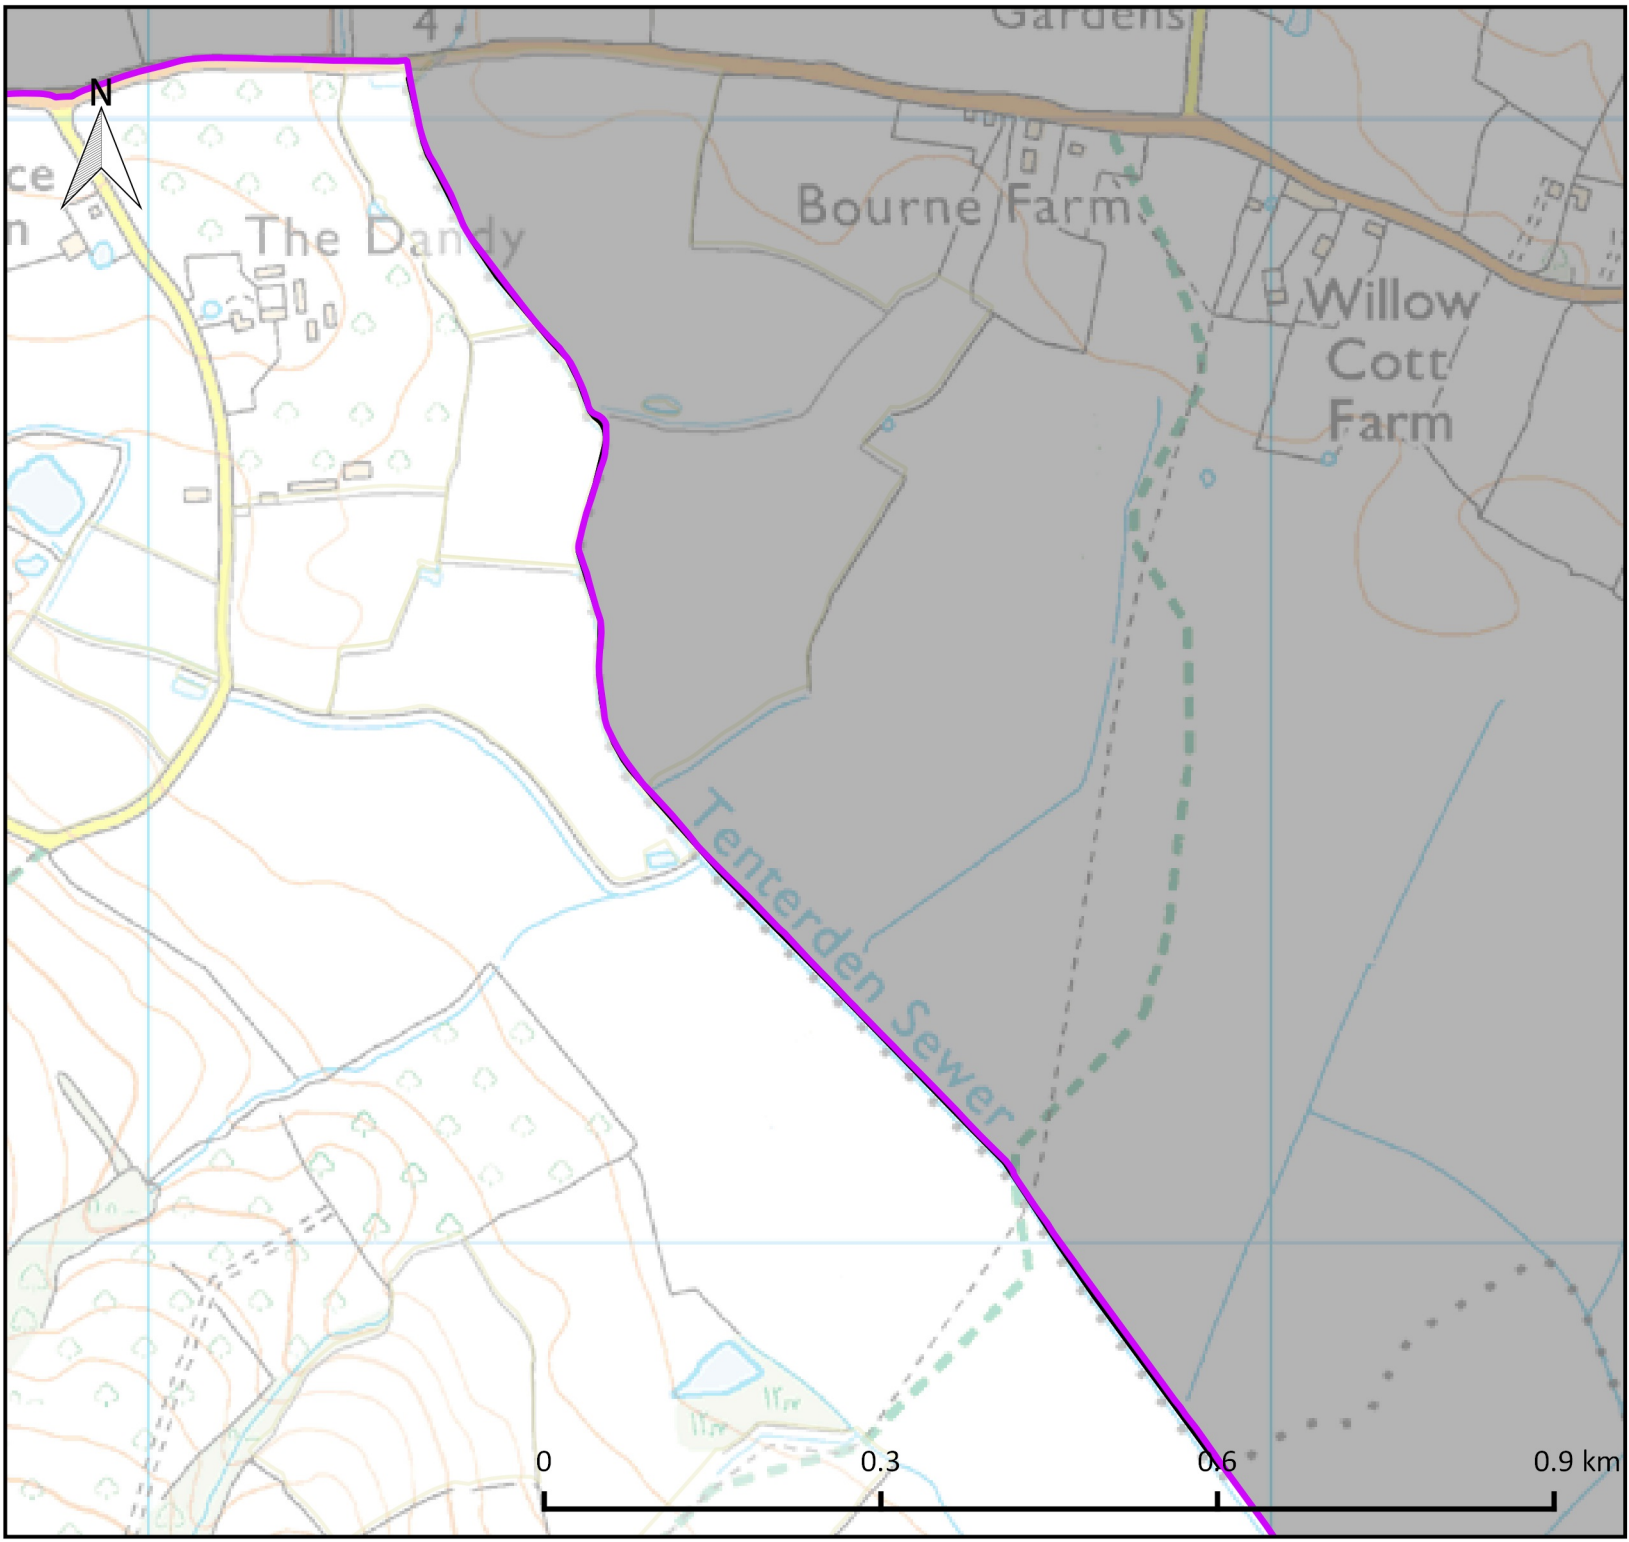 Gardens
4
N
ce
n
The Dandy
Bourne Farm
Willow
Cott
Farm
Tenterden Sewer
0 0.3 0.6 0.9 km